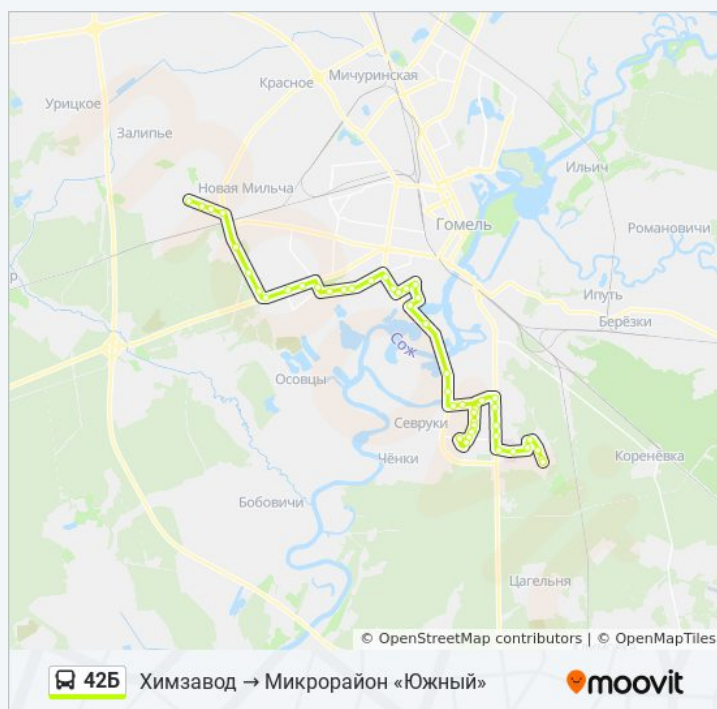 Красное
Мичуринская
Урицкое
Залипье
Ильич
Новая Мильча
Гомель
Романовичи
р
Ипуть
Берёзки
Сож
Осовцы
Севруки
Чёнки
Коренёвка
Бобовичи
Цагельня
© OpenStreetMap contributors | © OpenMapTiles
42Б Химзавод → Микрорайон «Южный»
moovit